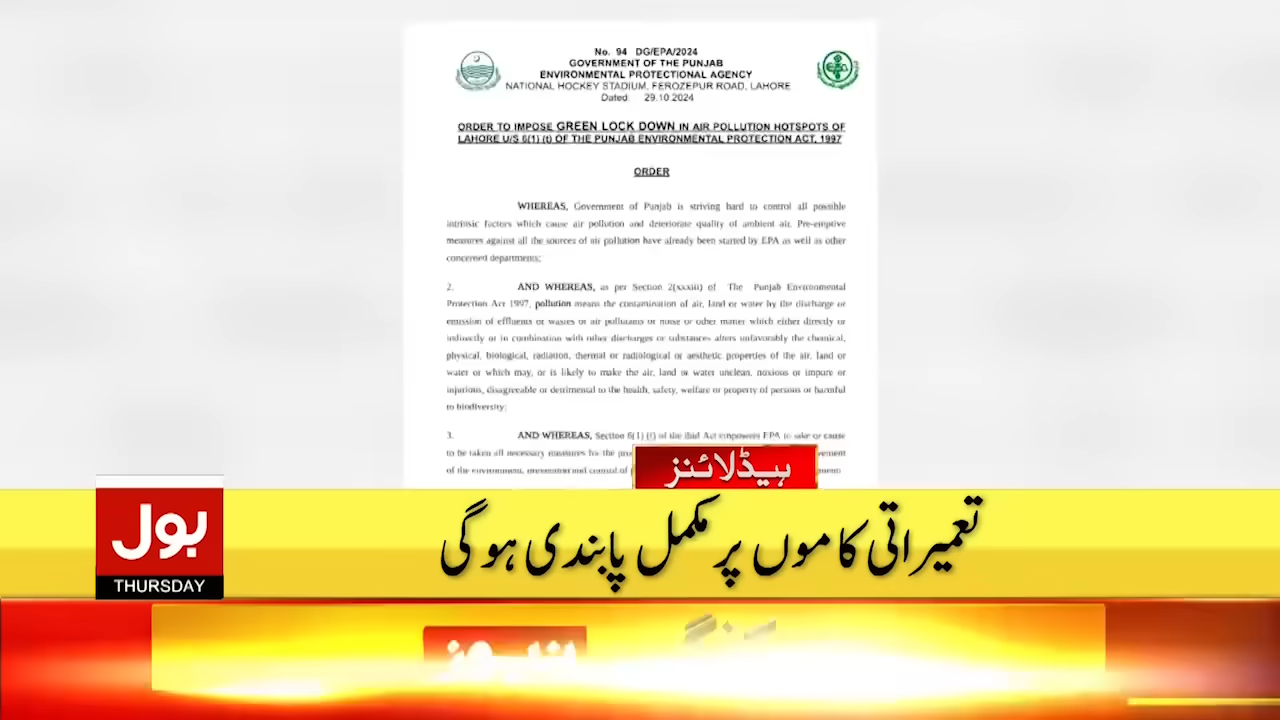 No. 94 DG/EPA/2024
GOVERNMENT OF THE PUNJAB
ENVIRONMENTAL PROTECTIONAL AGENCY
NATIONAL HOCKEY STADIUM, FEROZEPUR ROAD, LAHORE
Dated: 29.10.2024
ORDER TO IMPOSE GREEN LOCK DOWN IN AIR POLLUTION HOTSPOTS OF
LAHORE U/S 6(1) (t) OF THE PUNJAB ENVIRONMENTAL PROTECTION ACT, 1997
ORDER
WHEREAS, Government of Punjab is striving hard to control all possible
intrinsic factors which cause air pollution and deteriorate quality of ambient air. Pre-emptive
measures against all the sources of air pollution have already been started by EPA as well as other
concerned departments;
2. AND WHEREAS, as per Section 2(xxxiii) of The Punjab Environmental
Protection Act 1997, pollution means the contamination of air, land or water by the discharge or
emission of effluents or wastes or air pollutants or noise or other matter which either directly or
indirectly or in combination with other discharges or substances alters unfavorably the chemical,
physical, biological, radiation, thermal or radiological or aesthetic properties of the air, land or
water or which may, or is likely to make the air, land or water unclean, noxious or impure or
injurious, disagreeable or detrimental to the health, safety, welfare or property of persons or harmful
to biodiversity;
3. AND WHEREAS, Section 6(1) (t) of the ibid Act empowers EPA to take or cause
to be taken all necessary measures for the
of the environment, prevention and control of
ہیڈلائنز
تعمیراتی کاموں پر مکمل پابندی ہوگی
بول
THURSDAY